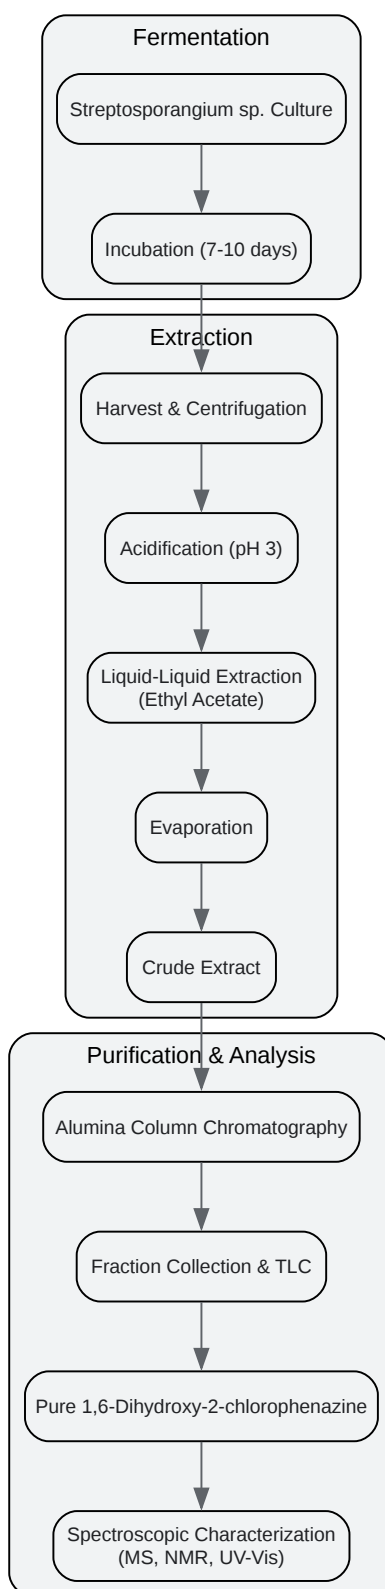 Fermentation
Streptosporangium sp. Culture
Incubation (7-10 days)
Extraction
Harvest & Centrifugation
Acidification (pH 3)
Liquid-Liquid Extraction
(Ethyl Acetate)
Evaporation
Crude Extract
Purification & Analysis
Alumina Column Chromatography
Fraction Collection & TLC
Pure 1,6-Dihydroxy-2-chlorophenazine
Spectroscopic Characterization
(MS, NMR, UV-Vis)